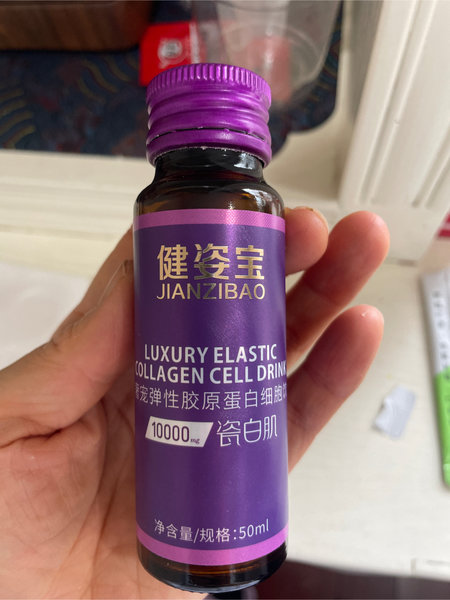 健姿宝
JIANZIBAO
LUXURY ELASTIC
COLLAGEN CELL DRINK
宠弹性胶原蛋白细胞
10000mg 瓷白肌
净含量/规格:50ml